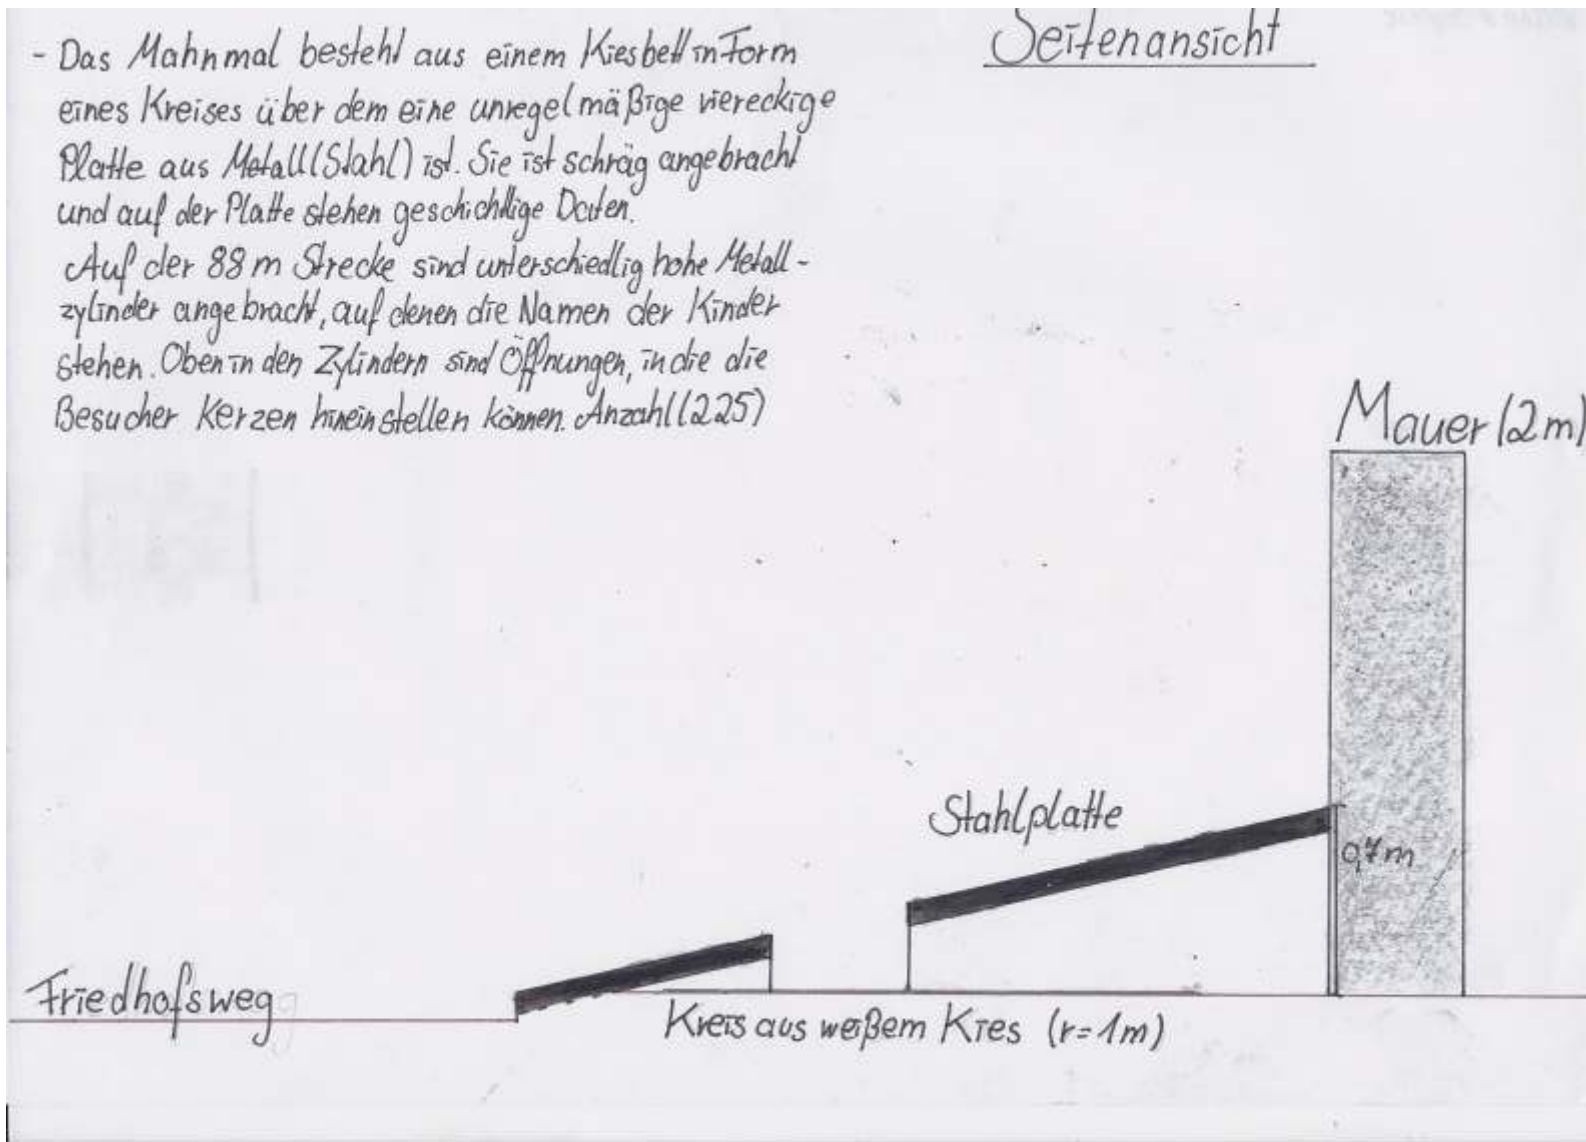 Seitenansicht
- Das Mahnmal besteht aus einem Kiesbett in Form
eines Kreises über dem eine unregelmäßige viereckige
Platte aus Metall (Stahl) ist. Sie ist schräg angebracht
und auf der Platte stehen geschichtlige Daten.
Auf der 88 m Strecke sind unterschiedlig hohe Metall-
zylinder angebracht, auf denen die Namen der Kinder
stehen. Oben in den Zylindern sind Öffnungen, in die die
Besucher Kerzen hineinstellen können. Anzahl (225)
Mauer (2m)
Stahlplatte
0,7m
Friedhofsweg
Kreis aus weißem Kies (r=1m)